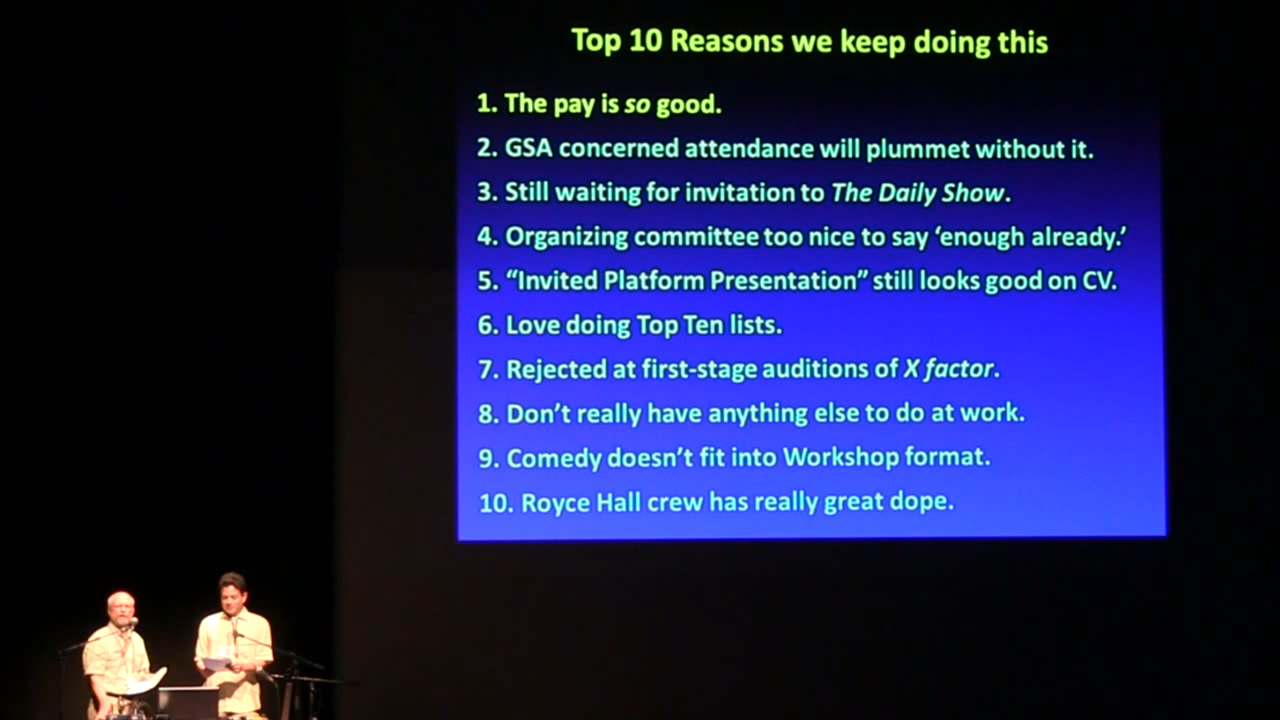 Top 10 Reasons we keep doing this
1. The pay is so good.
2. GSA concerned attendance will plummet without it.
3. Still waiting for invitation to The Daily Show.
4. Organizing committee too nice to say ‘enough already.’
5. “Invited Platform Presentation” still looks good on CV.
6. Love doing Top Ten lists.
7. Rejected at first-stage auditions of X factor.
8. Don’t really have anything else to do at work.
9. Comedy doesn’t fit into Workshop format.
10. Royce Hall crew has really great dope.